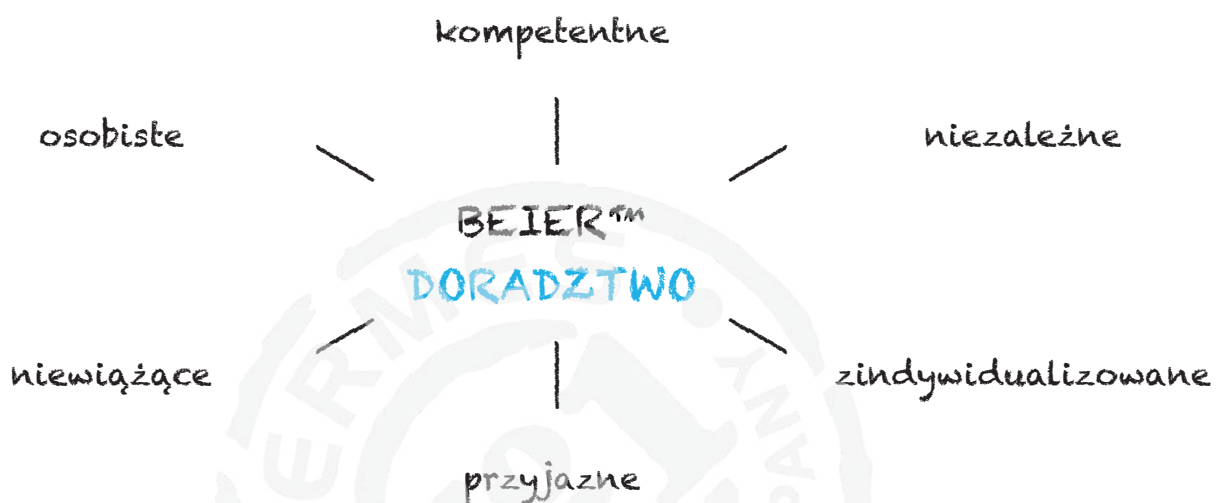 kompetentne
osobiste
niezależne
BEIER™
DORADZTWO
niewiążące
zindywidualizowane
przyjazne